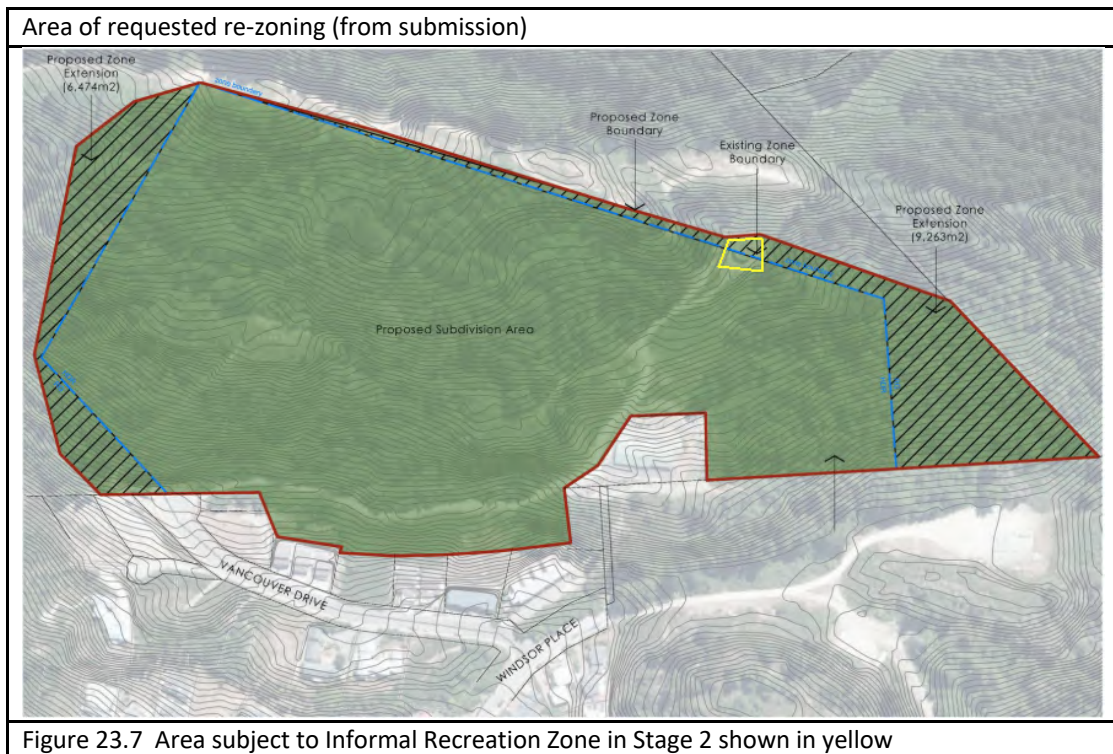 Area of requested re-zoning (from submission)
Proposed Zone
Extension
(6.474m2)
zone boundary
Proposed Zone
Boundary
Existing Zone
Boundary
Proposed Zone
Extension
(9.263m2)
Proposed Subdivision Area
VANCOUVER DRIVE
WINDSOR PLACE
Figure 23.7 Area subject to Informal Recreation Zone in Stage 2 shown in yellow